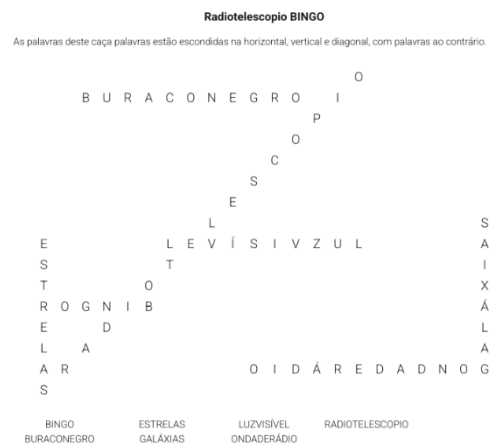 Radiotelescopio BINGO
As palavras deste caça palavras estão escondidas na horizontal, vertical e diagonal, com palavras ao contrário.
O
B U R A C O N E G R O I
P
O
C
S
E
L S
E L E V Í S I V Z U L A
S T I
T O X
R O G N I B Á
E D L
L A A
A R O I D Á R E D A D N O G
S
BINGO ESTRELAS LUZVISÍVEL RADIOTELESCOPIO
BURACONEGRO GALÁXIAS ONDADERÁDIO